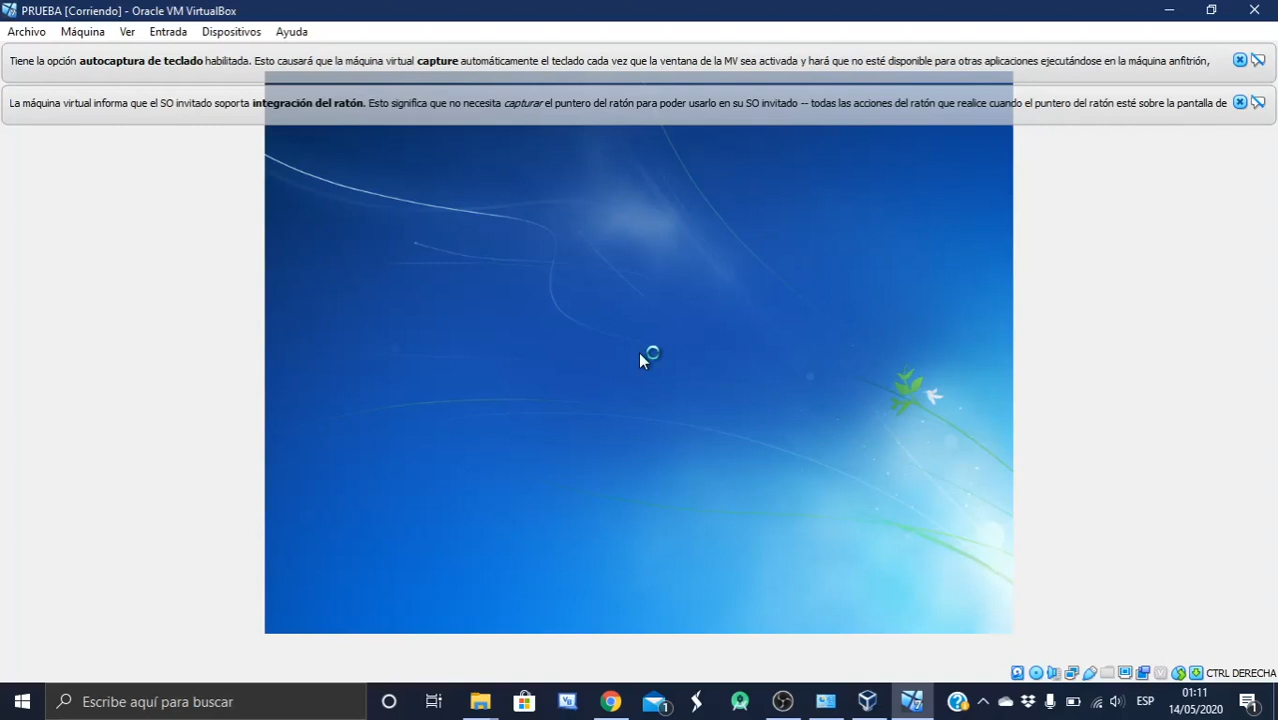 PRUEBA [Corriendo] - Oracle VM VirtualBox
Archivo Máquina Ver Entrada Dispositivos Ayuda
Tiene la opción autocaptura de teclado habilitada. Esto causará que la máquina virtual capture automáticamente el teclado cada vez que la ventana de la MV sea activada y hará que no esté disponible para otras aplicaciones ejecutándose en la máquina anfitrión,
La máquina virtual informa que el SO invitado soporta integración del ratón. Esto significa que no necesita capturar el puntero del ratón para poder usarlo en su SO invitado -- todas las acciones del ratón que realice cuando el puntero del ratón esté sobre la pantalla de
CTRL DERECHA
Escribe aquí para buscar
1
ESP
01:11
14/05/2020
1